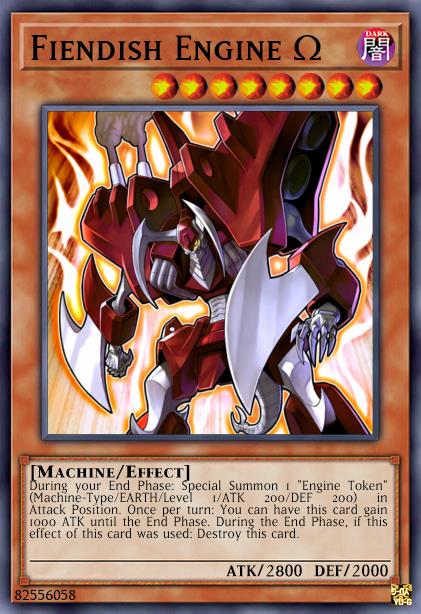 Fiendish Engine Ω
DARK
闇
[Machine/Effect]
During your End Phase: Special Summon 1 "Engine Token"
(Machine-Type/EARTH/Level 1/ATK 200/DEF 200) in
Attack Position. Once per turn: You can have this card gain
1000 ATK until the End Phase. During the End Phase, if this
effect of this card was used: Destroy this card.
ATK/2800 DEF/2000
82556058